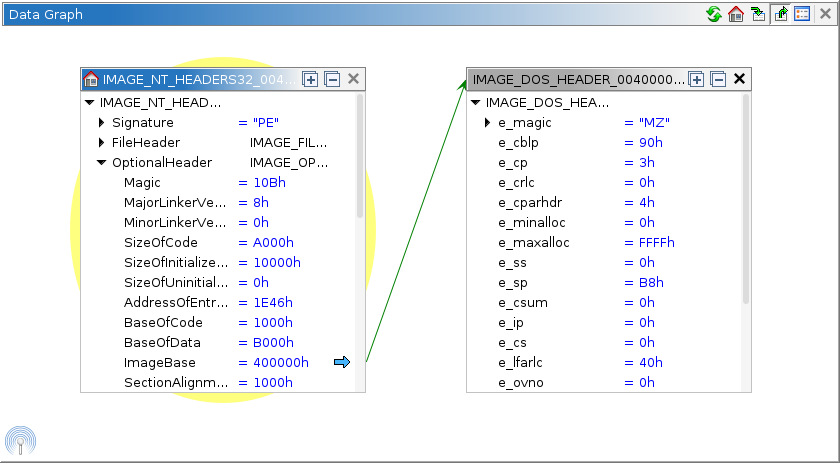 Data Graph
IMAGE_NT_HEADERS32_004...
IMAGE_NT_HEAD...
Signature = "PE"
FileHeader IMAGE_FIL...
OptionalHeader IMAGE_OP...
Magic = 10Bh
MajorLinkerVe... = 8h
MinorLinkerVe... = 0h
SizeOfCode = A000h
SizeOfInitialize... = 10000h
SizeOfUninitial... = 0h
AddressOfEntr... = 1E46h
BaseOfCode = 1000h
BaseOfData = B000h
ImageBase = 400000h
SectionAlignm... = 1000h
IMAGE_DOS_HEADER_0040000...
IMAGE_DOS_HEA...
e_magic = "MZ"
e_cblp = 90h
e_cp = 3h
e_crlc = 0h
e_cparhdr = 4h
e_minalloc = 0h
e_maxalloc = FFFFh
e_ss = 0h
e_sp = B8h
e_csum = 0h
e_ip = 0h
e_cs = 0h
e_lfarlc = 40h
e_ovno = 0h